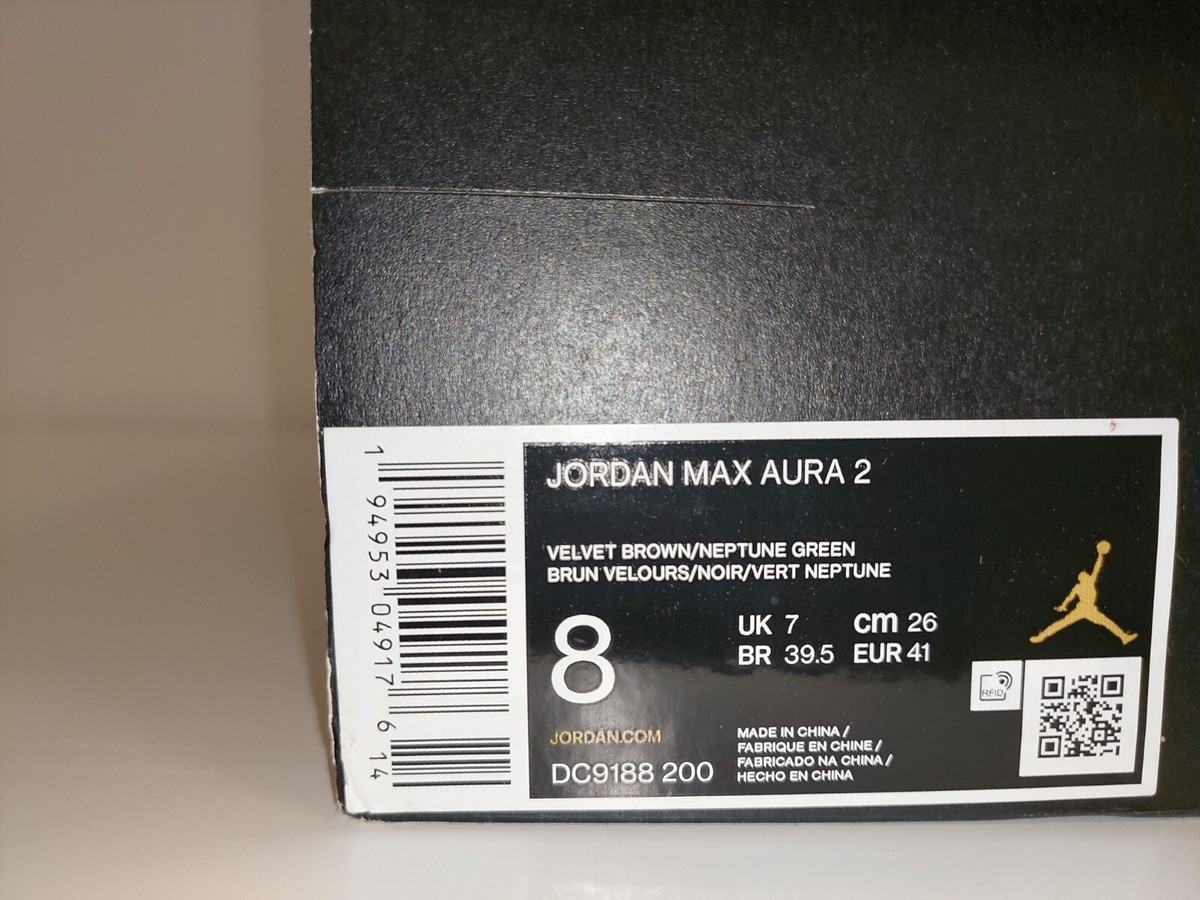 1 94953 04917 6 14
JORDAN MAX AURA 2
VELVET BROWN/NEPTUNE GREEN
BRUN VELOURS/NOIR/VERT NEPTUNE
8
UK 7 cm 26
BR 39.5 EUR 41
RFID
JORDAN.COM
DC9188 200
MADE IN CHINA /
FABRIQUE EN CHINE /
FABRICADO NA CHINA /
HECHO EN CHINA